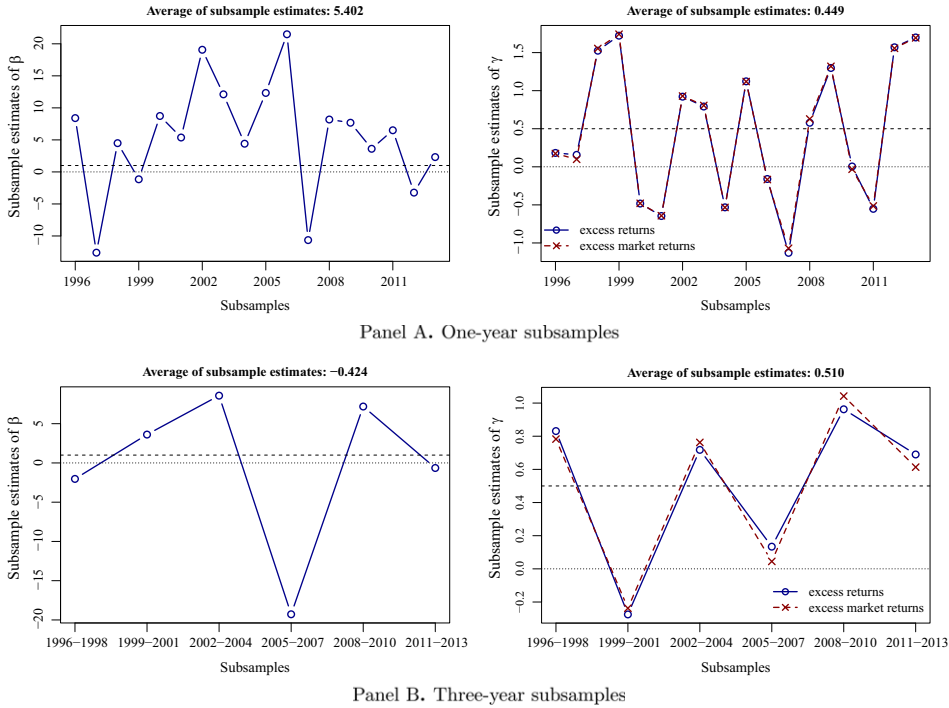 Average of subsample estimates: 5.402
Subsample estimates of β
20
15
10
5
0
−5
−10
1996
1999
2002
2005
2008
2011
Subsamples
Average of subsample estimates: 0.449
Subsample estimates of γ
1.5
1.0
0.5
0.0
−0.5
−1.0
excess returns
excess market returns
1996
1999
2002
2005
2008
2011
Subsamples
Panel A. One-year subsamples
Average of subsample estimates: −0.424
Subsample estimates of β
5
0
−5
−10
−15
−20
1996−1998
1999−2001
2002−2004
2005−2007
2008−2010
2011−2013
Subsamples
Average of subsample estimates: 0.510
Subsample estimates of γ
1.0
0.8
0.6
0.4
0.2
0.0
−0.2
excess returns
excess market returns
1996−1998
1999−2001
2002−2004
2005−2007
2008−2010
2011−2013
Subsamples
Panel B. Three-year subsamples